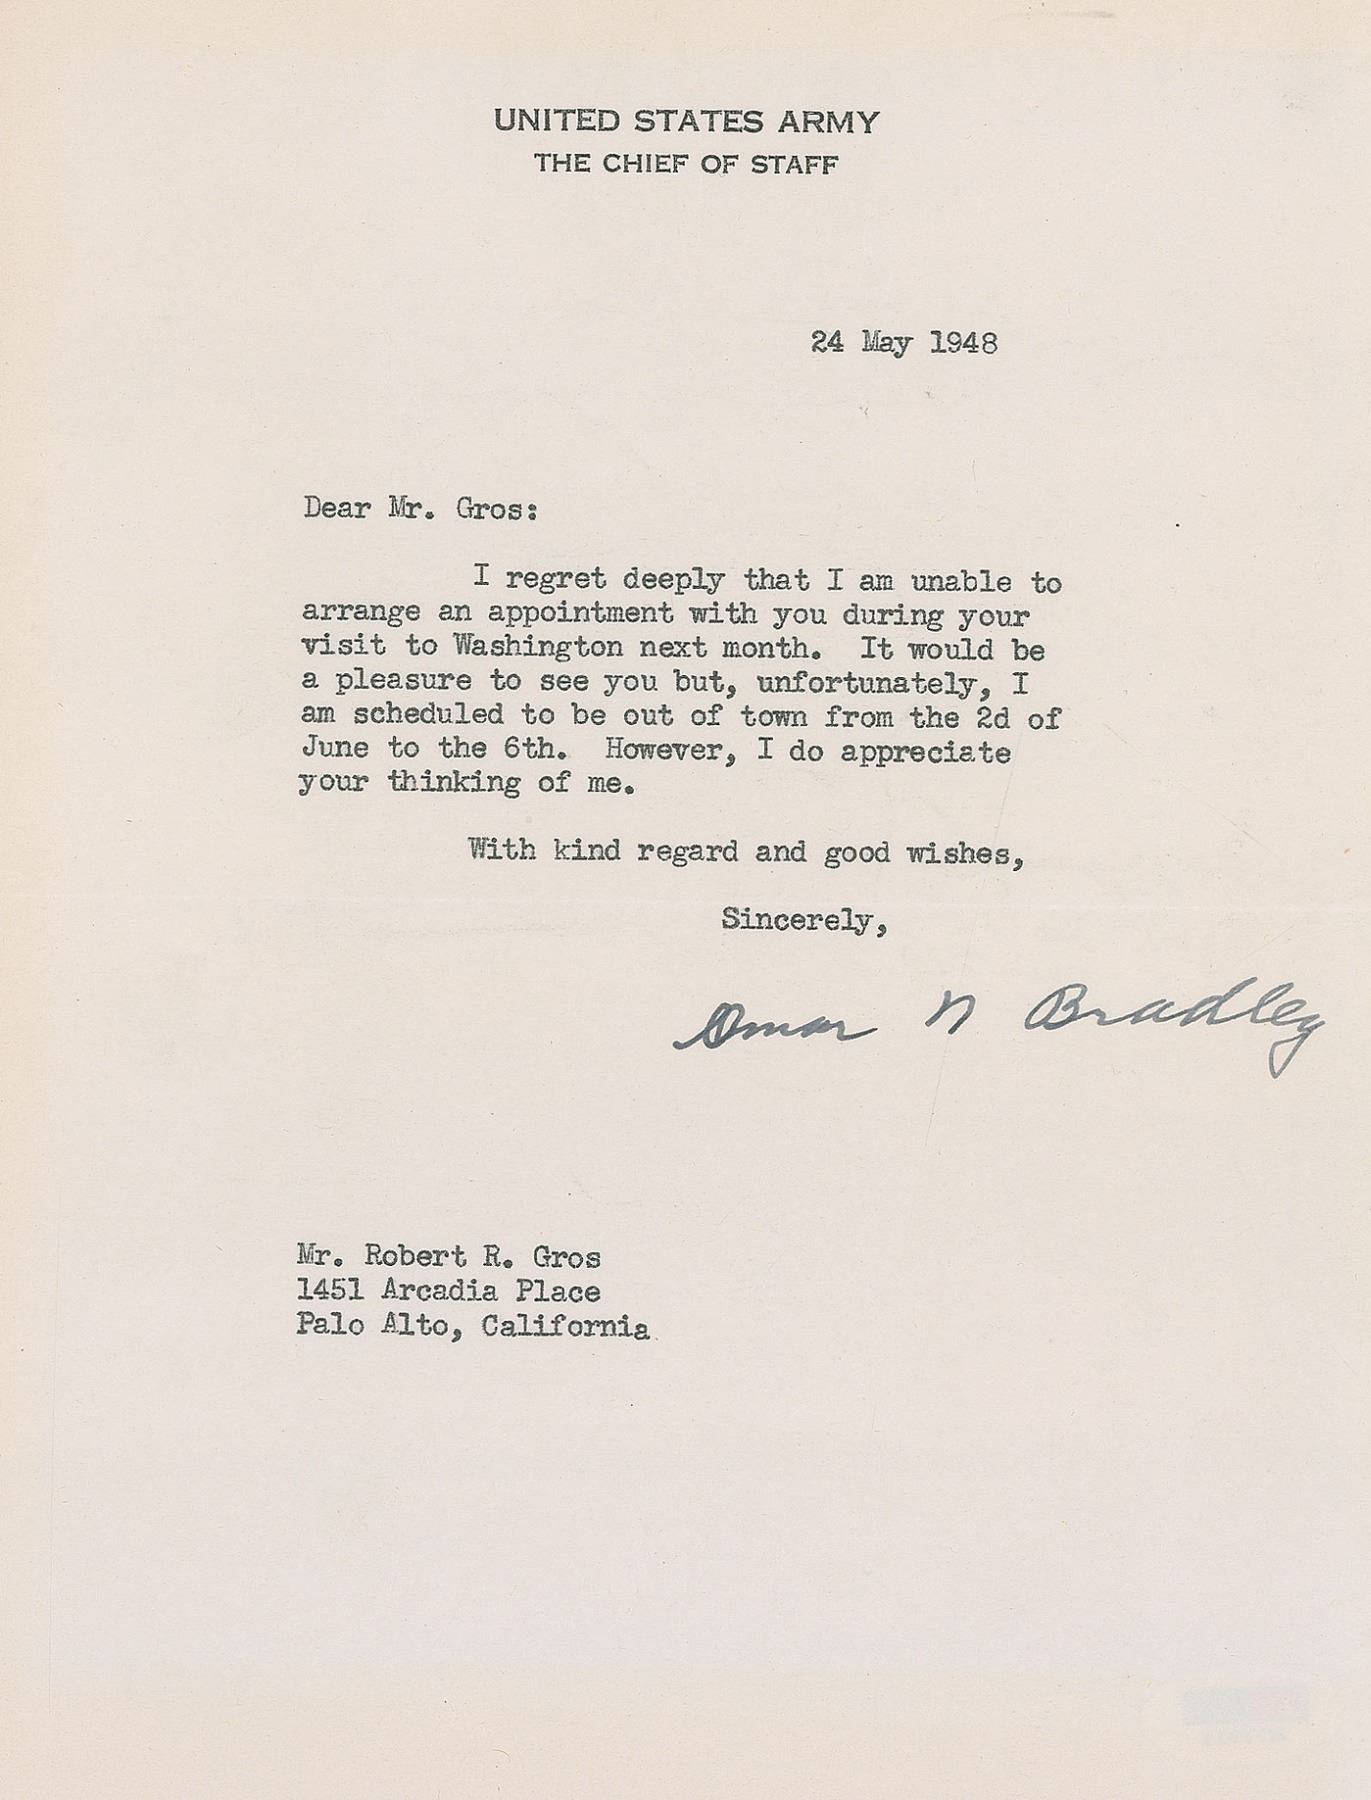 UNITED STATES ARMY
THE CHIEF OF STAFF
24 May 1948
Dear Mr. Gros:
I regret deeply that I am unable to
arrange an appointment with you during your
visit to Washington next month. It would be
a pleasure to see you but, unfortunately, I
am scheduled to be out of town from the 2d of
June to the 6th. However, I do appreciate
your thinking of me.
With kind regard and good wishes,
Sincerely,
Omar N Bradley
Mr. Robert R. Gros
1451 Arcadia Place
Palo Alto, California